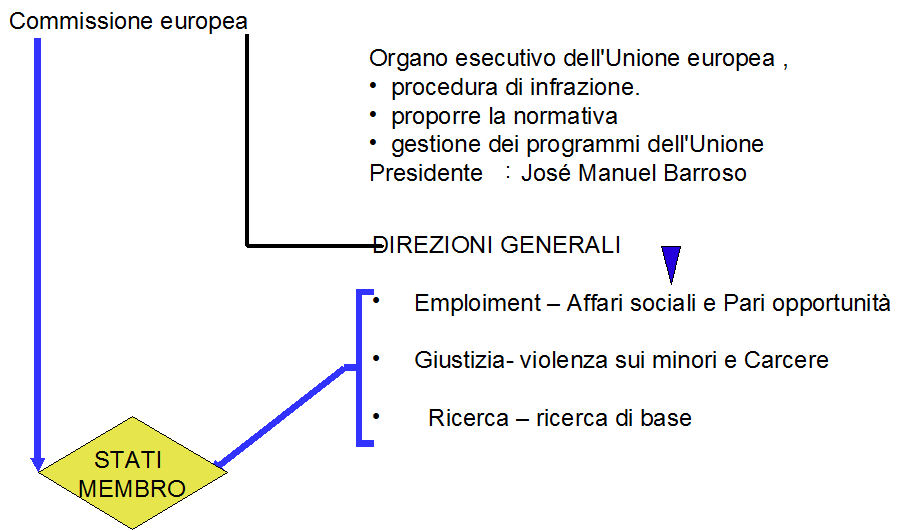 Commissione europea
Organo esecutivo dell'Unione europea ,
• procedura di infrazione.
• proporre la normativa
• gestione dei programmi dell'Unione
Presidente : José Manuel Barroso
DIREZIONI GENERALI
• Emploiment – Affari sociali e Pari opportunità
• Giustizia- violenza sui minori e Carcere
• Ricerca – ricerca di base
STATI
MEMBRO